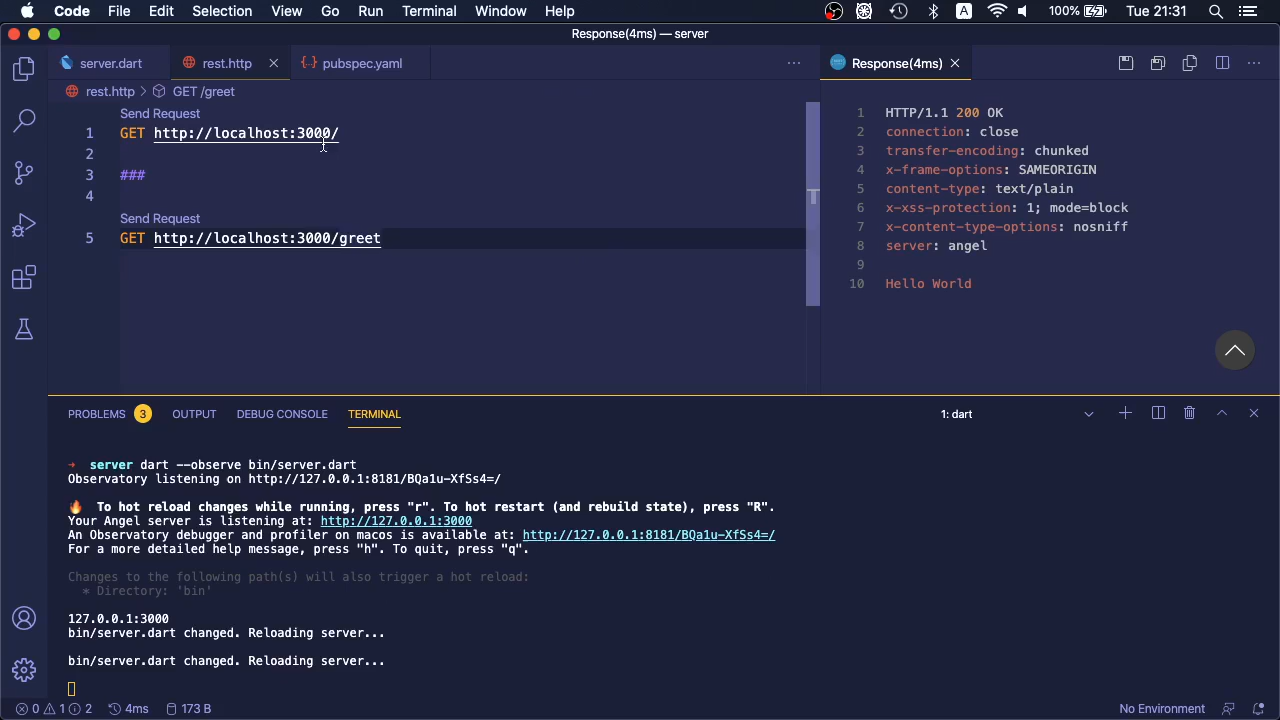 Code File Edit Selection View Go Run Terminal Window Help
A 100% Tue 21:31
Response(4ms) — server
server.dart rest.http pubspec.yaml
rest.http > GET /greet
Send Request
1 GET http://localhost:3000/
2
3 ###
4
Send Request
5 GET http://localhost:3000/greet
Response(4ms)
1 HTTP/1.1 200 OK
2 connection: close
3 transfer-encoding: chunked
4 x-frame-options: SAMEORIGIN
5 content-type: text/plain
6 x-xss-protection: 1; mode=block
7 x-content-type-options: nosniff
8 server: angel
9
10 Hello World
PROBLEMS 3 OUTPUT DEBUG CONSOLE TERMINAL 1: dart
→ server dart --observe bin/server.dart
Observatory listening on http://127.0.0.1:8181/BQa1u-XfSs4=/
🔥 To hot reload changes while running, press "r". To hot restart (and rebuild state), press "R".
Your Angel server is listening at: http://127.0.0.1:3000
An Observatory debugger and profiler on macos is available at: http://127.0.0.1:8181/BQa1u-XfSs4=/
For a more detailed help message, press "h". To quit, press "q".
Changes to the following path(s) will also trigger a hot reload:
* Directory: 'bin'
127.0.0.1:3000
bin/server.dart changed. Reloading server...
bin/server.dart changed. Reloading server...
0 1 2 4ms 173 B No Environment